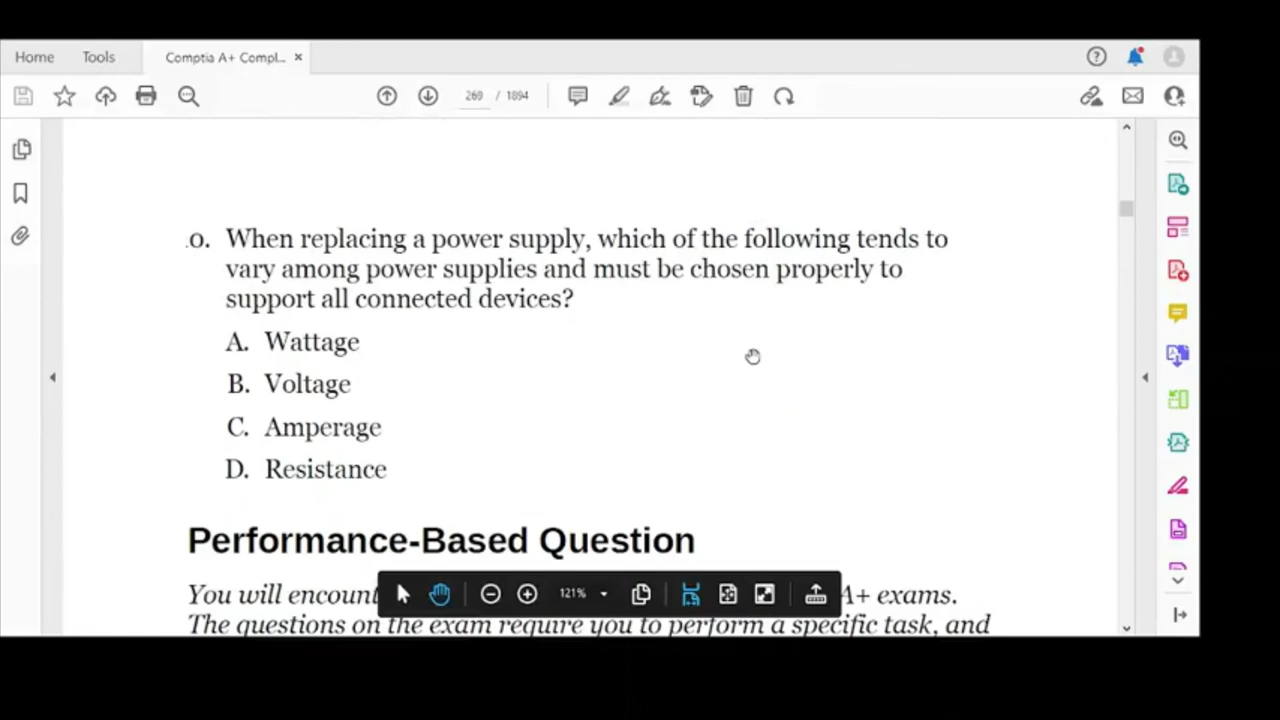 Home Tools Comptia A+ Compl... ×
269 / 1894
.0. When replacing a power supply, which of the following tends to
vary among power supplies and must be chosen properly to
support all connected devices?
A. Wattage
B. Voltage
C. Amperage
D. Resistance
Performance-Based Question
You will encount A+ exams.
121%
The questions on the exam require you to perform a specific task, and